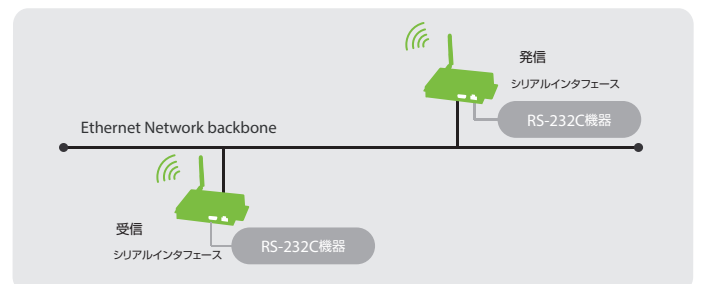 発信
シリアルインタフェース
RS-232C機器
Ethernet Network backbone
受信
シリアルインタフェース
RS-232C機器